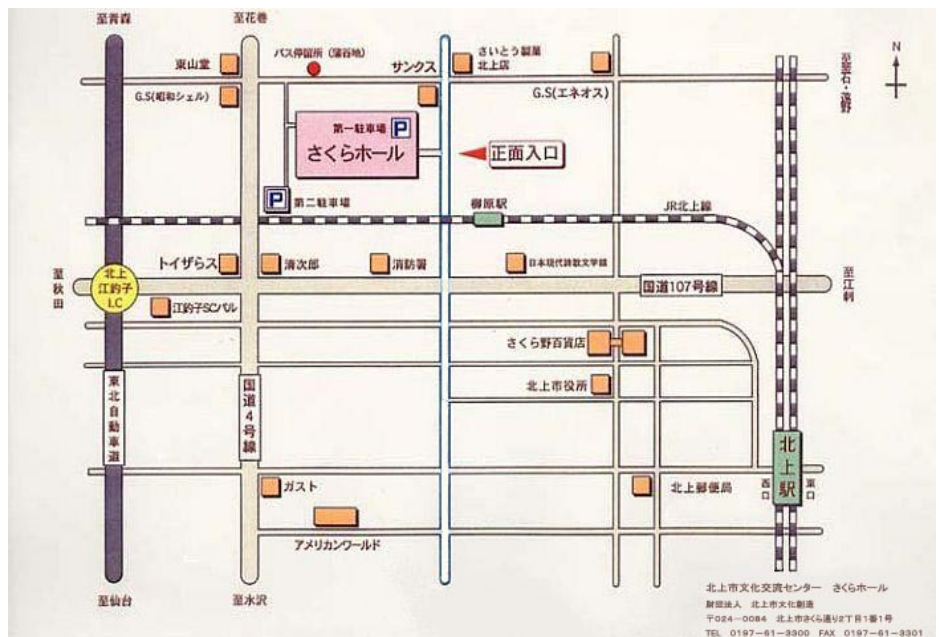 至青森
至花巻
バス停留所（蒲谷地）
東山堂
サンクス
さいとう製菓
北上店
至釜石・遠野
N
G.S(昭和シェル)
G.S(エネオス)
第一駐車場 P
さくらホール
正面入口
P 第二駐車場
柳原駅
JR北上線
トイザらス
清次郎
消防署
日本現代詩歌文学館
至秋田
北上
江釣子
I.C
国道107号線
至江刺
江釣子SCパル
さくら野百貨店
北上市役所
東北自動車道
国道4号線
北上駅
西口
東口
ガスト
北上郵便局
アメリカンワールド
至仙台
至水沢
北上市文化交流センター さくらホール
財団法人 北上市文化創造
〒024－0084 北上市さくら通り2丁目1番1号
TEL 0197－61－3300 FAX 0197－61－3301